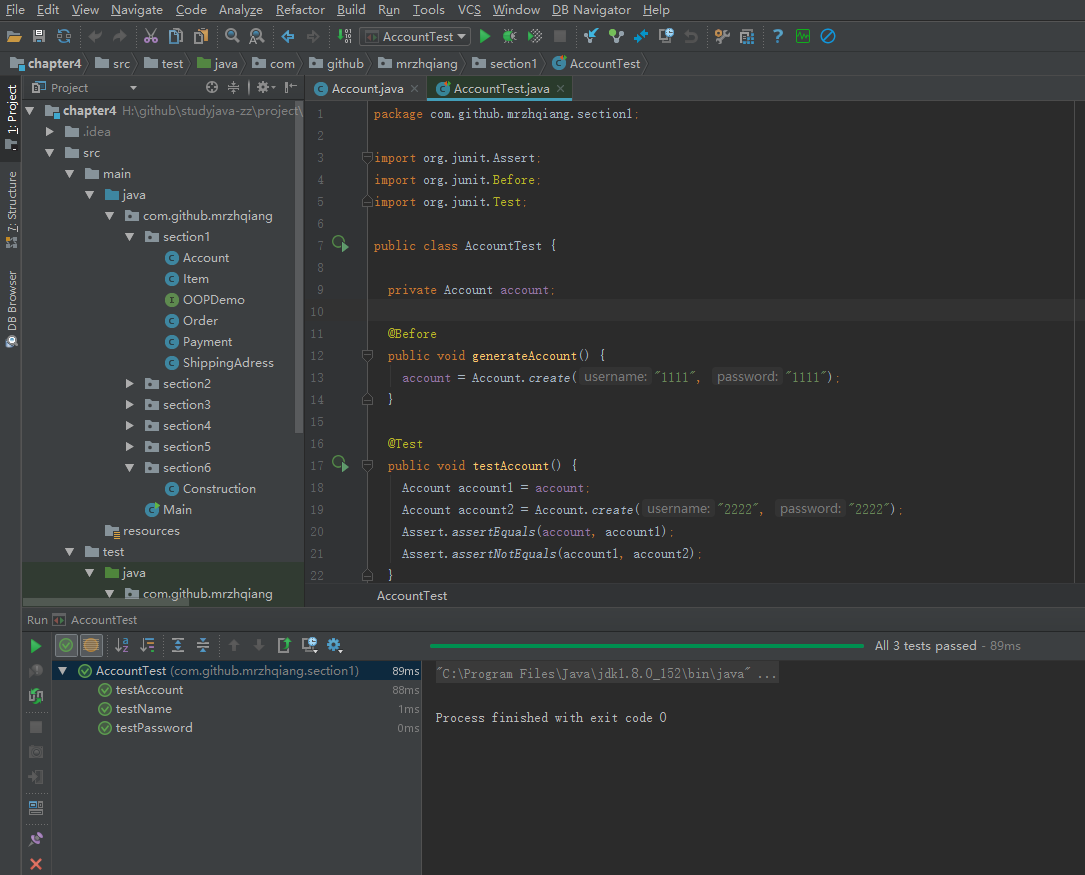 File Edit View Navigate Code Analyze Refactor Build Run Tools VCS Window DB Navigator Help
AccountTest
chapter4 src test java com github mrzhqiang section1 AccountTest
Project
Account.java
AccountTest.java
1: Project
7: Structure
DB Browser
chapter4 H:\github\studyjava-zz\project\
.idea
src
main
java
com.github.mrzhqiang
section1
Account
Item
OOPDemo
Order
Payment
ShippingAdress
section2
section3
section4
section5
section6
Construction
Main
resources
test
java
com.github.mrzhqiang
1 package com.github.mrzhqiang.section1;
2
3 import org.junit.Assert;
4 import org.junit.Before;
5 import org.junit.Test;
6
7 public class AccountTest {
8
9 private Account account;
10
11 @Before
12 public void generateAccount() {
13 account = Account.create( username: "1111", password: "1111");
14 }
15
16 @Test
17 public void testAccount() {
18 Account account1 = account;
19 Account account2 = Account.create( username: "2222", password: "2222");
20 Assert.assertEquals(account, account1);
21 Assert.assertNotEquals(account1, account2);
22 }
AccountTest
Run AccountTest
All 3 tests passed - 89ms
AccountTest (com.github.mrzhqiang.section1) 89ms
testAccount 88ms
testName 1ms
testPassword 0ms
"C:\Program Files\Java\jdk1.8.0_152\bin\java" ...
Process finished with exit code 0